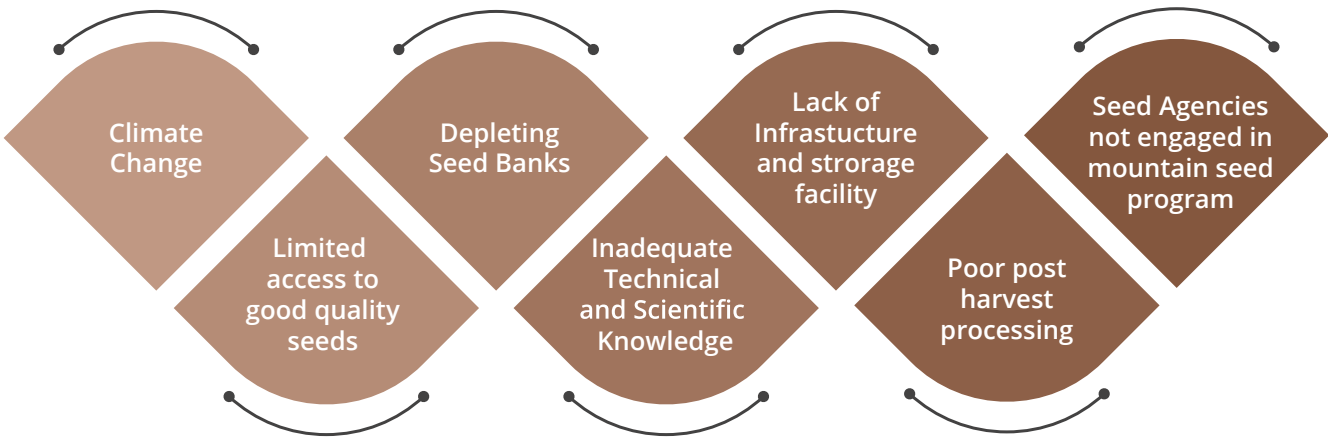 Climate
Change
Limited
access to
good quality
seeds
Depleting
Seed Banks
Inadequate
Technical
and Scientific
Knowledge
Lack of
Infrastucture
and strorage
facility
Poor post
harvest
processing
Seed Agencies
not engaged in
mountain seed
program